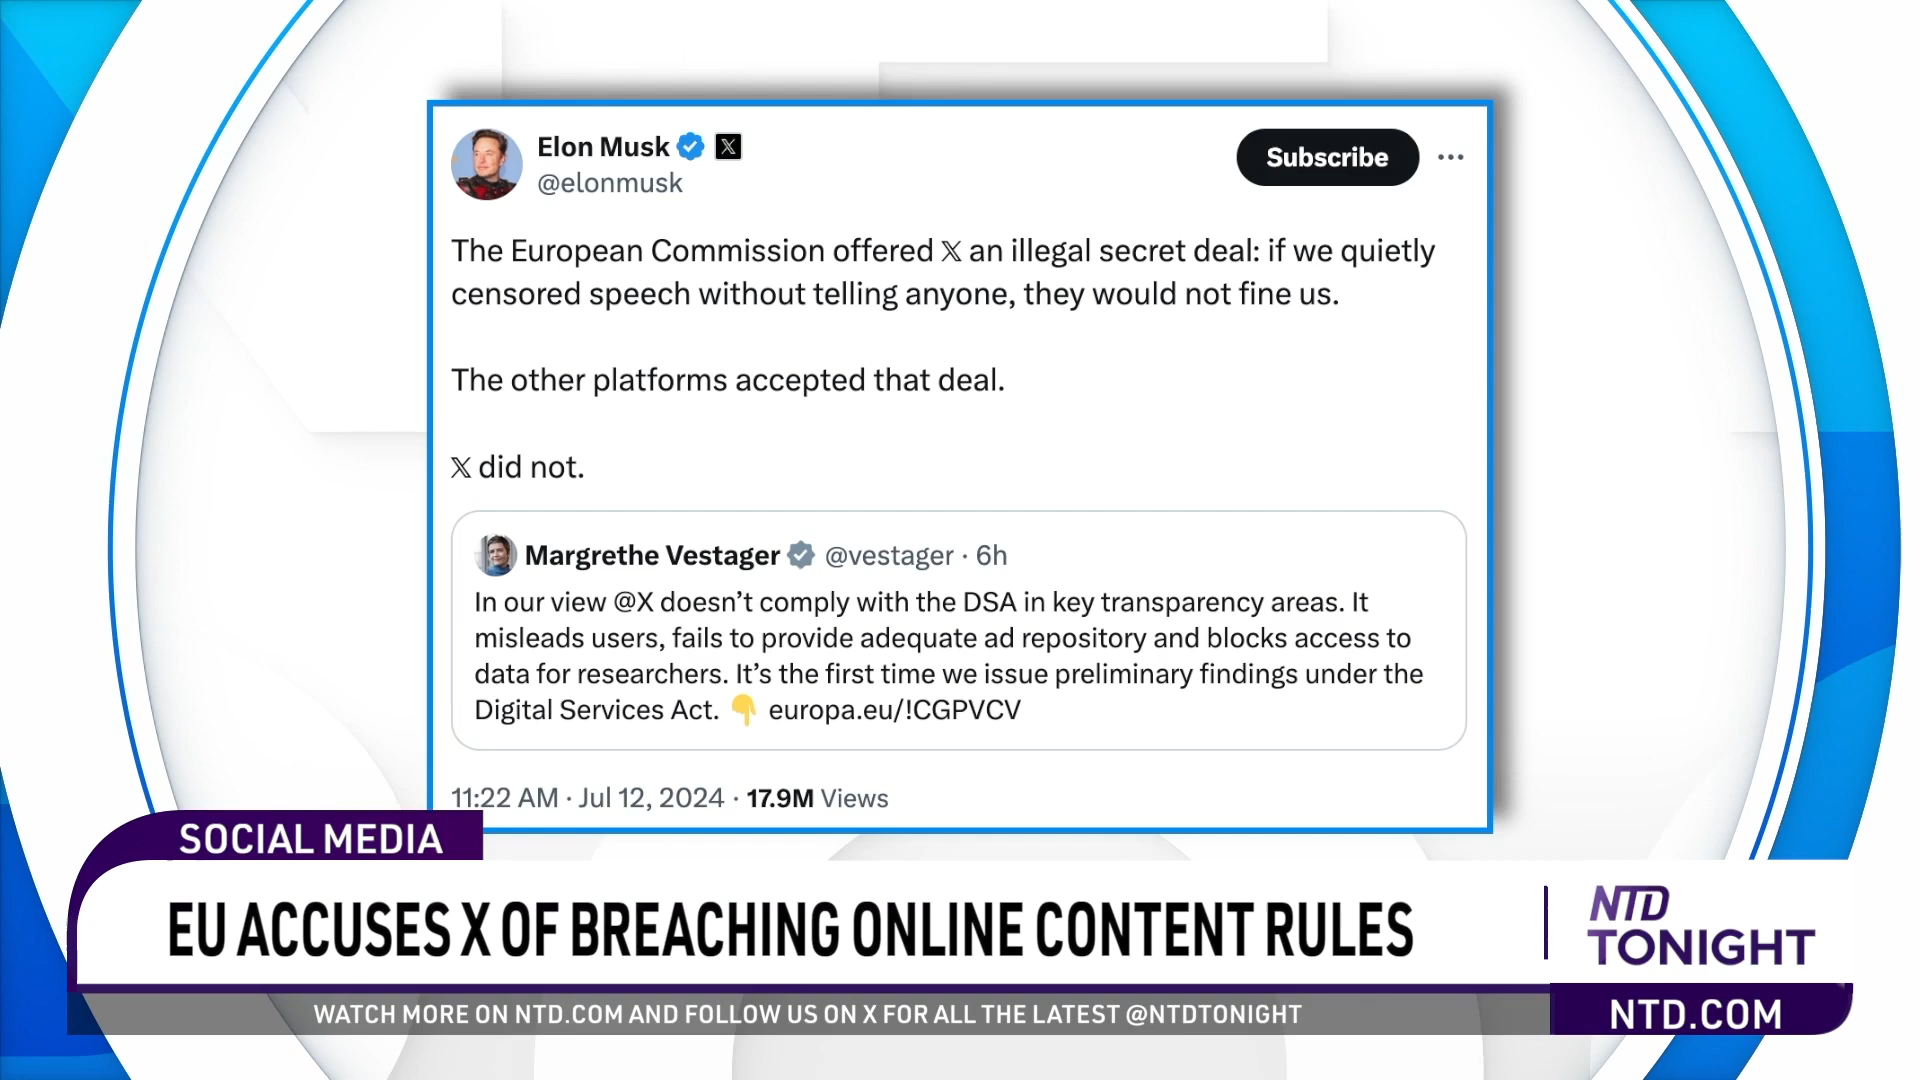 Elon Musk
@elonmusk
Subscribe
The European Commission offered 𝕏 an illegal secret deal: if we quietly
censored speech without telling anyone, they would not fine us.
The other platforms accepted that deal.
𝕏 did not.
Margrethe Vestager @vestager · 6h
In our view @X doesn’t comply with the DSA in key transparency areas. It
misleads users, fails to provide adequate ad repository and blocks access to
data for researchers. It’s the first time we issue preliminary findings under the
Digital Services Act. 👇 europa.eu/!CGPVCV
11:22 AM · Jul 12, 2024 · 17.9M Views
SOCIAL MEDIA
EU ACCUSES X OF BREACHING ONLINE CONTENT RULES
NTD
TONIGHT
WATCH MORE ON NTD.COM AND FOLLOW US ON X FOR ALL THE LATEST @NTDTONIGHT
NTD.COM